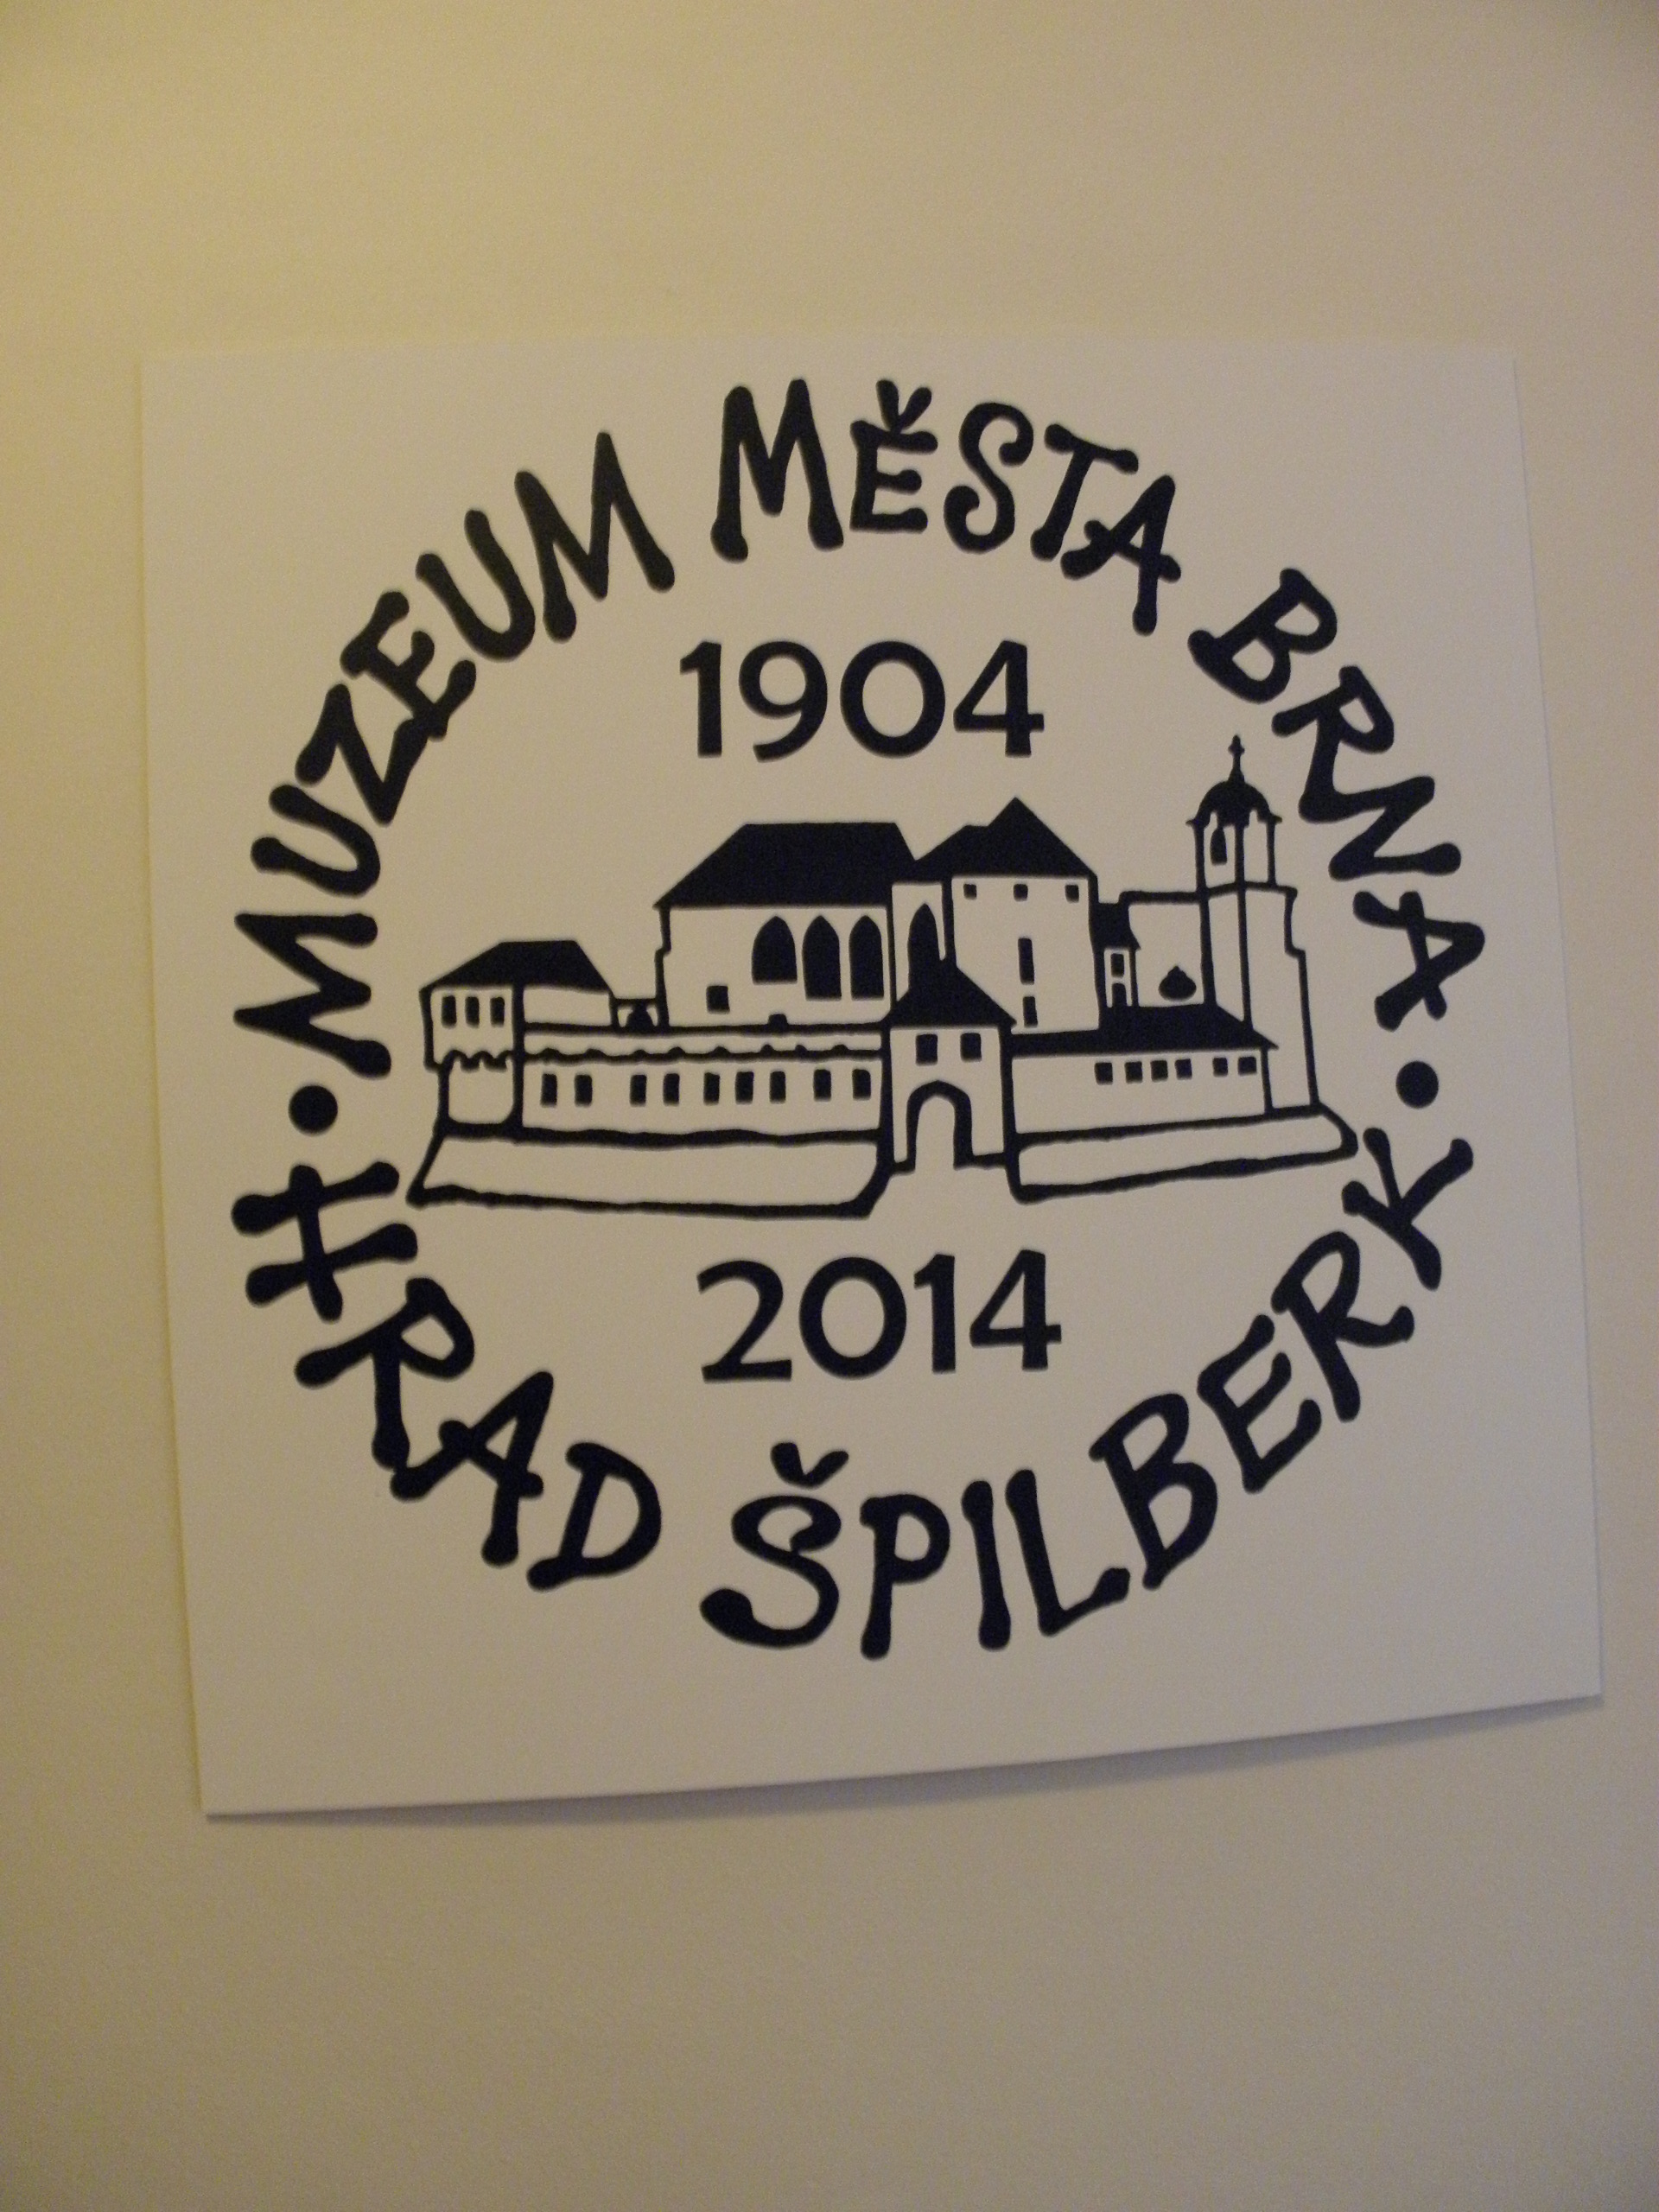 MUZEUM MĚSTA BRNA
1904
2014
HRAD ŠPILBERK